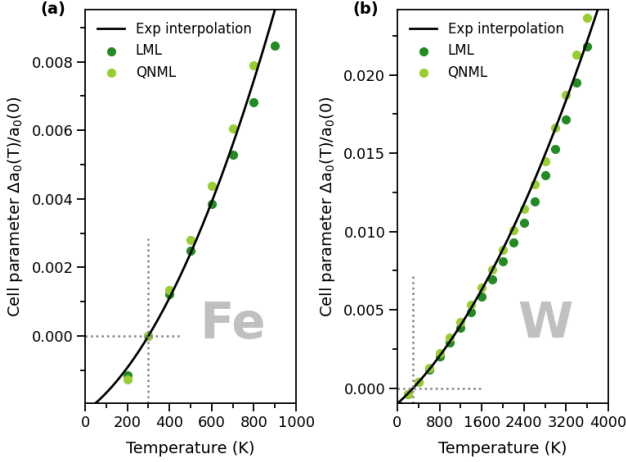 (a)
Exp interpolation
LML
QNML
Cell parameter Δa₀(T)/a₀(0)
0.008
0.006
0.004
0.002
0.000
Fe
0 200 400 600 800 1000
Temperature (K)
(b)
Exp interpolation
LML
QNML
Cell parameter Δa₀(T)/a₀(0)
0.020
0.015
0.010
0.005
0.000
W
0 800 1600 2400 3200 4000
Temperature (K)